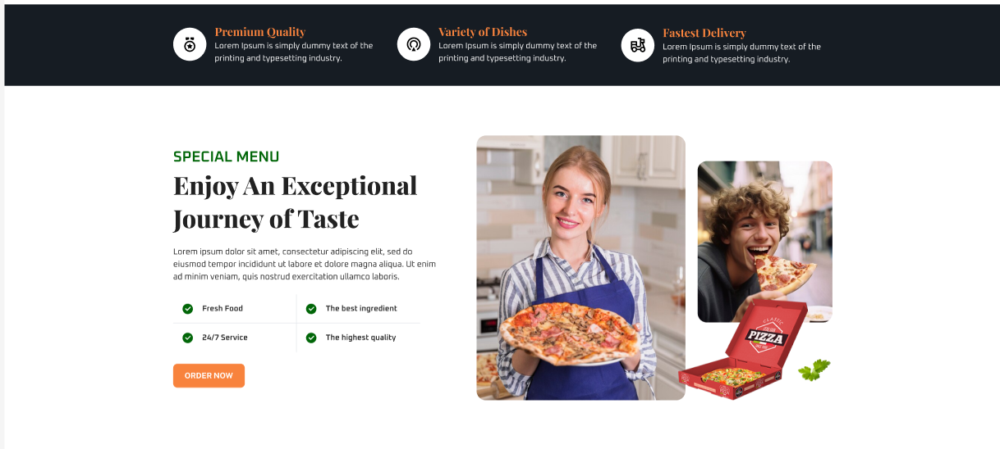 Premium Quality
Lorem Ipsum is simply dummy text of the
printing and typesetting industry.
Variety of Dishes
Lorem Ipsum is simply dummy text of the
printing and typesetting industry.
Fastest Delivery
Lorem Ipsum is simply dummy text of the
printing and typesetting industry.
SPECIAL MENU
Enjoy An Exceptional
Journey of Taste
Lorem ipsum dolor sit amet, consectetur adipiscing elit, sed do
eiusmod tempor incididunt ut labore et dolore magna aliqua. Ut enim
ad minim veniam, quis nostrud exercitation ullamco laboris.
Fresh Food
The best ingredient
24/7 Service
The highest quality
ORDER NOW
CLASSIC
PIZZA